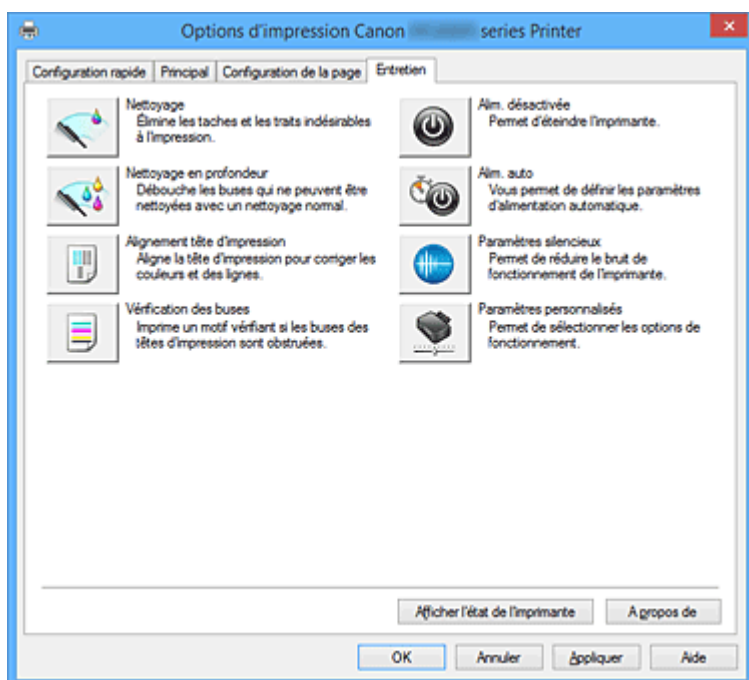 Options d'impression Canon series Printer
Configuration rapide Principal Configuration de la page Entretien
Nettoyage
Élimine les taches et les traits indésirables
à l'impression.
Nettoyage en profondeur
Débouche les buses qui ne peuvent être
nettoyées avec un nettoyage normal.
Alignement tête d'impression
Aligne la tête d'impression pour corriger les
couleurs et des lignes.
Vérification des buses
Imprime un motif vérifiant si les buses des
têtes d'impression sont obstruées.
Alim. désactivée
Permet d'éteindre l'imprimante.
Alim. auto
Vous permet de définir les paramètres
d'alimentation automatique.
Paramètres silencieux
Permet de réduire le bruit de
fonctionnement de l'imprimante.
Paramètres personnalisés
Permet de sélectionner les options de
fonctionnement.
Afficher l'état de l'imprimante A propos de
OK Annuler Appliquer Aide